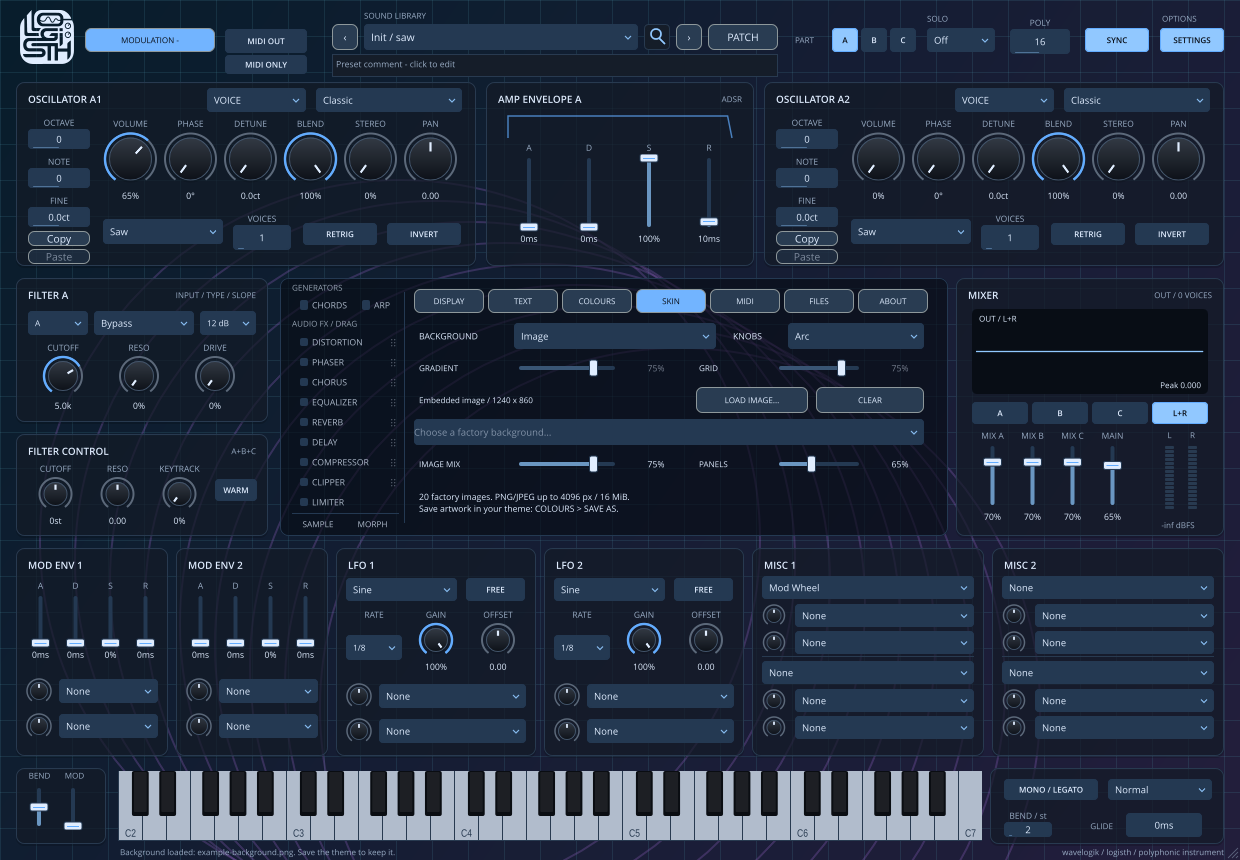 LOGISTH
MODULATION -
MIDI OUT
MIDI ONLY
SOUND LIBRARY
‹
Init / saw
›
PATCH
Preset comment - click to edit
PART
A
B
C
SOLO
Off
POLY
16
SYNC
OPTIONS
SETTINGS
OSCILLATOR A1
VOICE
Classic
OCTAVE
0
NOTE
0
FINE
0.0ct
Copy
Paste
VOLUME PHASE DETUNE BLEND STEREO PAN
65% 0° 0.0ct 100% 0% 0.00
Saw
VOICES
1
RETRIG
INVERT
AMP ENVELOPE A
ADSR
A D S R
0ms 0ms 100% 10ms
OSCILLATOR A2
VOICE
Classic
OCTAVE
0
NOTE
0
FINE
0.0ct
Copy
Paste
VOLUME PHASE DETUNE BLEND STEREO PAN
0% 0° 0.0ct 100% 0% 0.00
Saw
VOICES
1
RETRIG
INVERT
FILTER A
INPUT / TYPE / SLOPE
A
Bypass
12 dB
CUTOFF RESO DRIVE
5.0k 0% 0%
FILTER CONTROL
A+B+C
CUTOFF RESO KEYTRACK
WARM
0st 0.00 0%
GENERATORS
CHORDS ARP
AUDIO FX / DRAG
DISTORTION
PHASER
CHORUS
EQUALIZER
REVERB
DELAY
COMPRESSOR
CLIPPER
LIMITER
SAMPLE MORPH
DISPLAY TEXT COLOURS SKIN MIDI FILES ABOUT
BACKGROUND Image KNOBS Arc
GRADIENT 75% GRID 75%
Embedded image / 1240 x 860 LOAD IMAGE... CLEAR
Choose a factory background...
IMAGE MIX 75% PANELS 65%
20 factory images. PNG/JPEG up to 4096 px / 16 MiB.
Save artwork in your theme: COLOURS > SAVE AS.
MIXER
OUT / 0 VOICES
OUT / L+R
Peak 0.000
A B C L+R
MIX A MIX B MIX C MAIN L R
70% 70% 70% 65%
-inf dBFS
MOD ENV 1
A D S R
0ms 0ms 0% 0ms
None
None
MOD ENV 2
A D S R
0ms 0ms 0% 0ms
None
None
LFO 1
Sine
FREE
RATE GAIN OFFSET
1/8
100% 0.00
None
None
LFO 2
Sine
FREE
RATE GAIN OFFSET
1/8
100% 0.00
None
None
MISC 1
Mod Wheel
None
None
None
None
None
MISC 2
None
None
None
None
None
None
BEND MOD
C2 C3 C4 C5 C6 C7
MONO / LEGATO
Normal
BEND / st
2
GLIDE
0ms
Background loaded: example-background.png. Save the theme to keep it.
wavelogik / logisth / polyphonic instrument